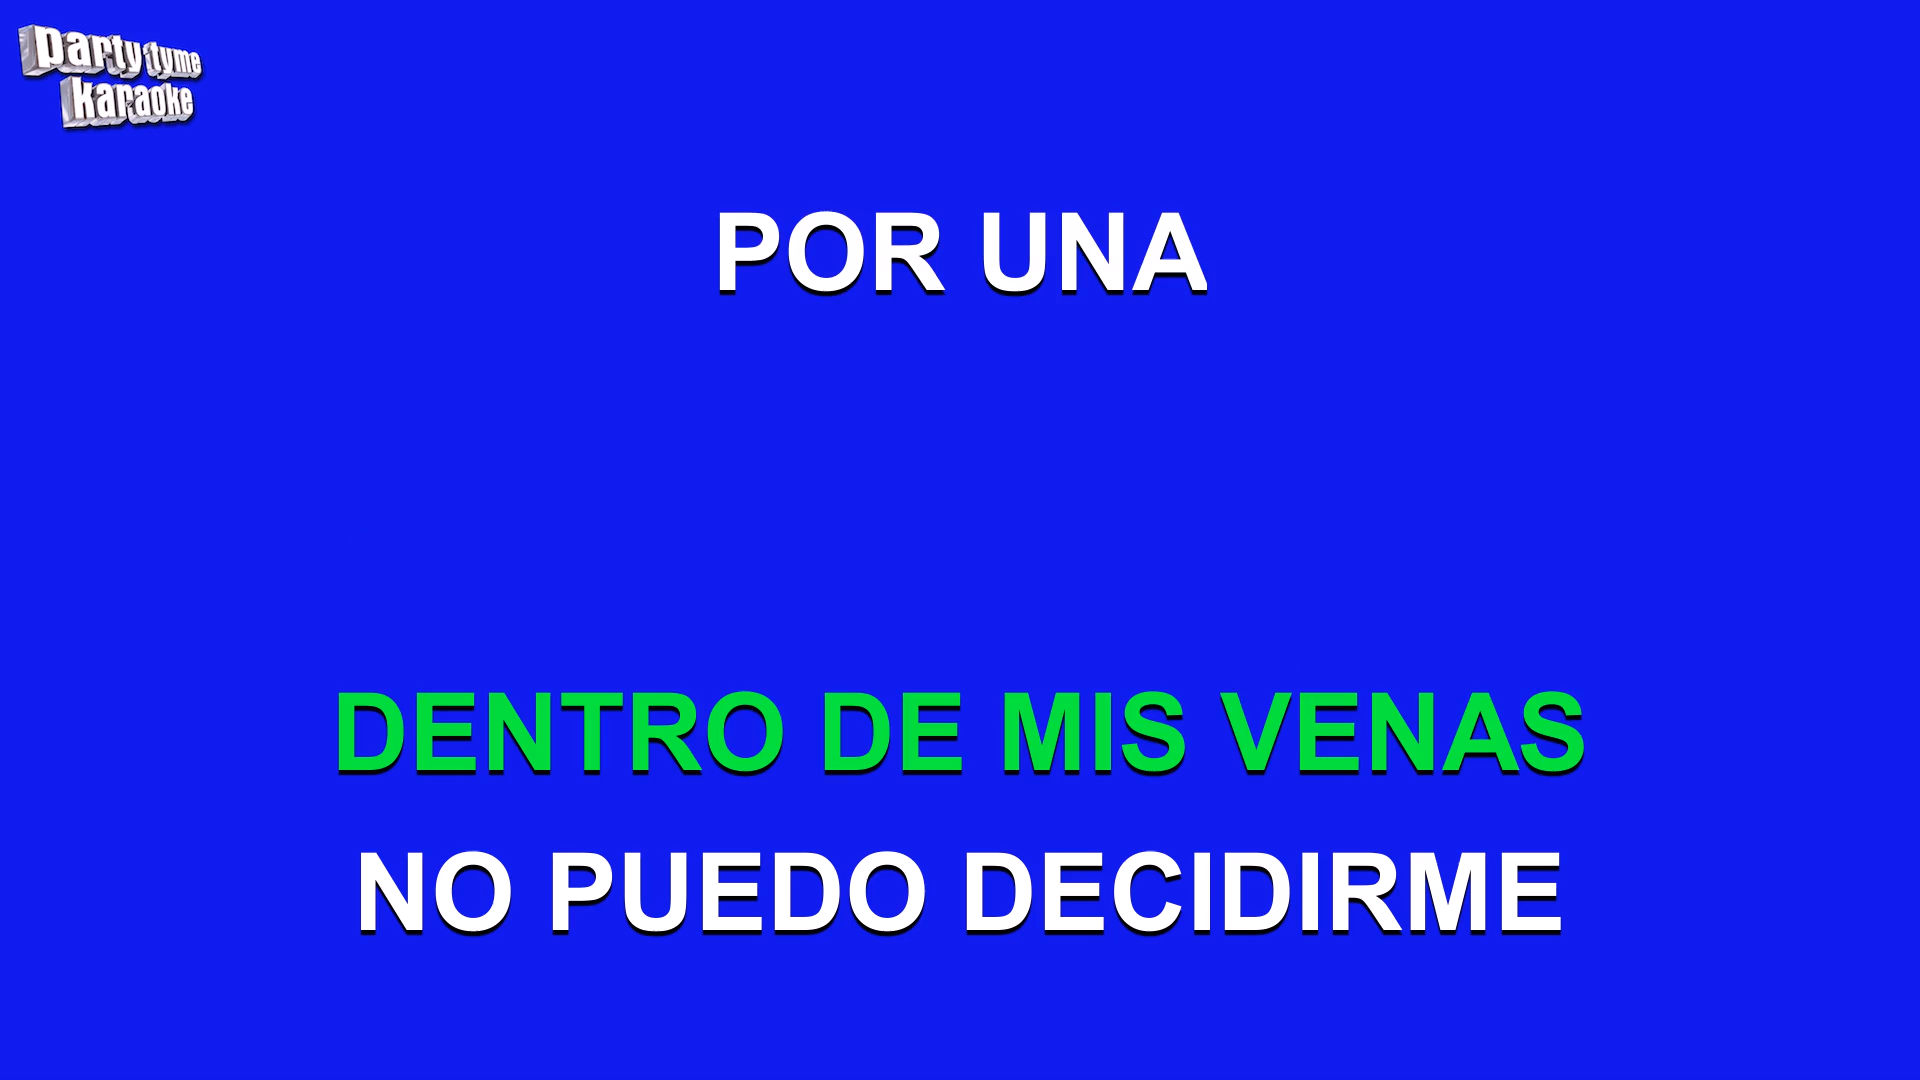 party tyme
karaoke
POR UNA
DENTRO DE MIS VENAS
NO PUEDO DECIDIRME